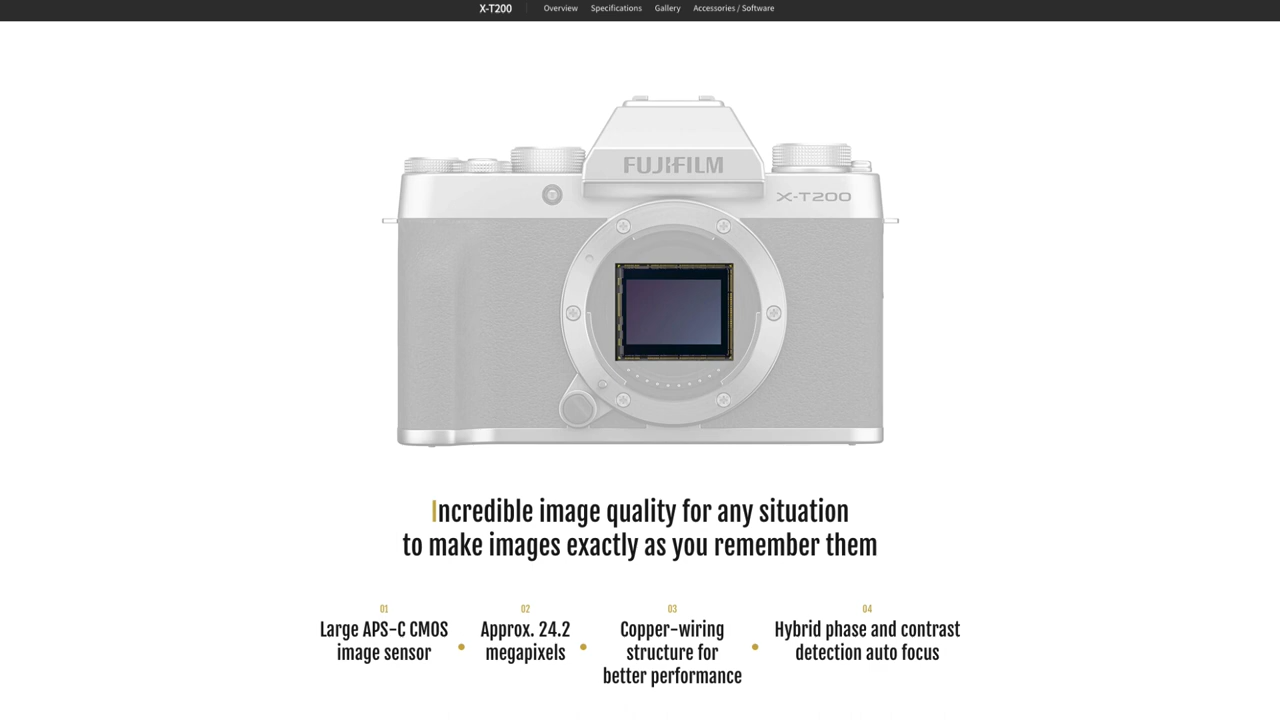 X-T200
Overview
Specifications
Gallery
Accessories / Software
FUJIFILM
X-T200
Incredible image quality for any situation
to make images exactly as you remember them
01
Large APS-C CMOS
image sensor
02
Approx. 24.2
megapixels
03
Copper-wiring
structure for
better performance
04
Hybrid phase and contrast
detection auto focus